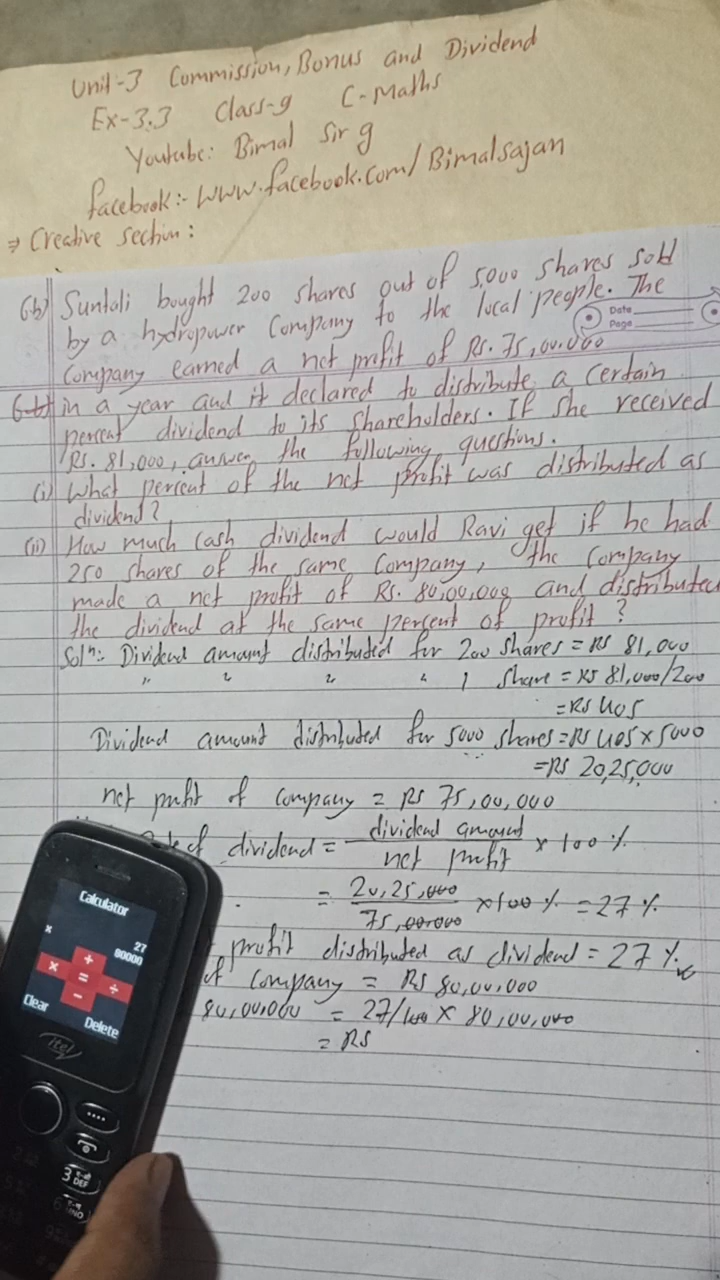 Unit-3 Commission, Bonus and Dividend
Ex-3.3 Class-9 C-Maths
Youtube: Bimal Sir g
facebook:- www.facebook.com/Bimalsajan
⇒ Creative section:
6b) Suntali bought 200 shares out of 5000 shares sold
by a hydropower Company to the local people. The
Date
Page
Company earned a net profit of Rs. 75,00,000
in a year and it declared to distribute a certain
percent dividend to its shareholders. If she received
Rs. 81,000, answer the following questions.
(i) What percent of the net profit was distributed as
dividend?
(ii) How much cash dividend would Ravi get if he had
250 shares of the same Company, the Company
made a net profit of Rs. 80,00,000 and distributed
the dividend at the same percent of profit?
Solⁿ: Dividend amount distributed for 200 shares = RS 81,000
" " " " 1 share = RS 81,000/200
= RS 405
Dividend amount distributed for 5000 shares = RS 405 × 5000
= RS 20,25,000
net profit of Company = RS 75,00,000
of dividend = dividend amount / net profit × 100 %
= 20,25,000 / 75,00000 × 100 % = 27 %
profit distributed as dividend = 27 %
of Company = RS 80,00,000
80,00,000 = 27/100 × 80,00,000
= RS
Calculator
×
27
80000
+
× = ÷
-
Clear
Delete
itel
3 DEF